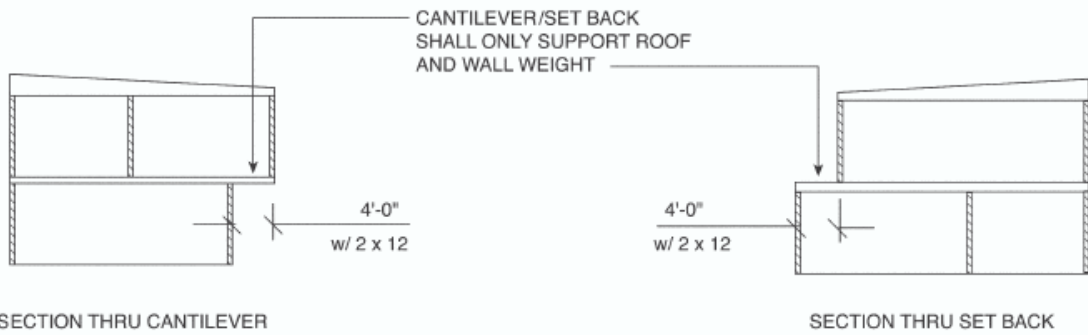 CANTILEVER/SET BACK
SHALL ONLY SUPPORT ROOF
AND WALL WEIGHT
4'-0"
w/ 2 x 12
4'-0"
w/ 2 x 12
SECTION THRU CANTILEVER
SECTION THRU SET BACK